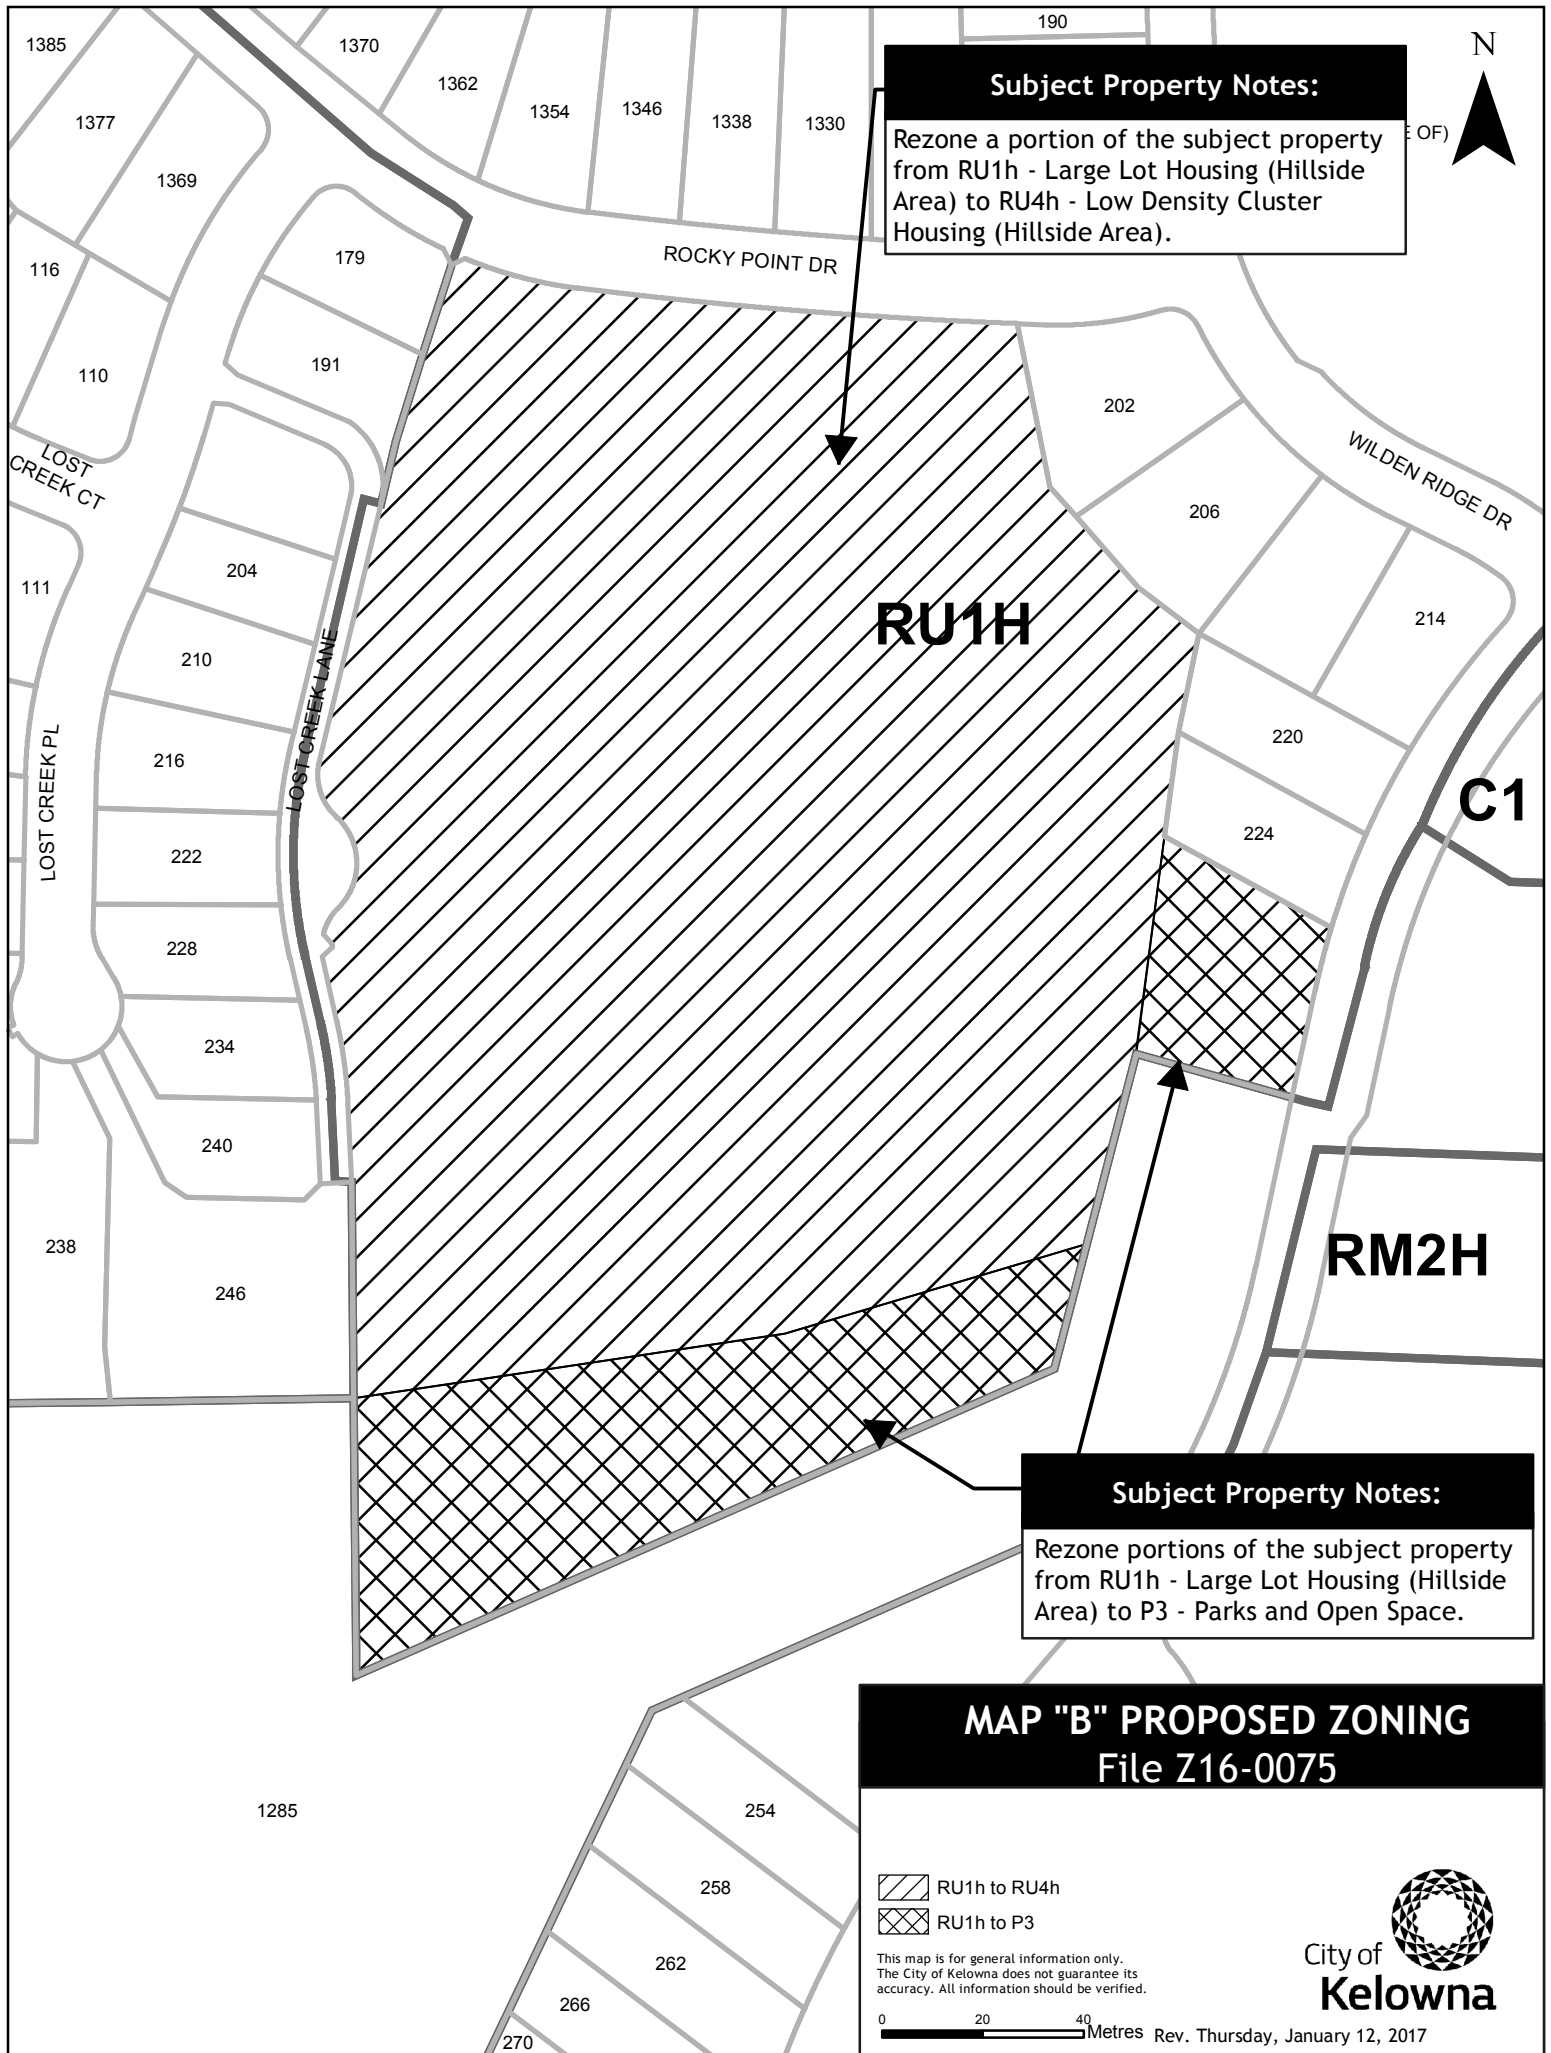 190
1385
1370
1362
1377
1354
1346
1338
1330
N
Subject Property Notes:
Rezone a portion of the subject property
from RU1h - Large Lot Housing (Hillside
Area) to RU4h - Low Density Cluster
Housing (Hillside Area).
OF)
1369
116
179
ROCKY POINT DR
191
110
202
WILDEN RIDGE DR
LOST
CREEK CT
206
204
111
RU1H
214
210
LOST CREEK LANE
220
216
LOST CREEK PL
C1
224
222
228
234
240
238
246
RM2H
Subject Property Notes:
Rezone portions of the subject property
from RU1h - Large Lot Housing (Hillside
Area) to P3 - Parks and Open Space.
1285
254
258
262
266
270
MAP "B" PROPOSED ZONING
File Z16-0075
RU1h to RU4h
RU1h to P3
This map is for general information only.
The City of Kelowna does not guarantee its
accuracy. All information should be verified.
0 20 40 Metres
City of
Kelowna
Rev. Thursday, January 12, 2017